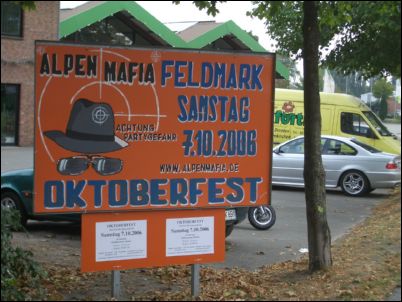 ALPEN MAFIA FELDMARK
SAMSTAG
7.10.2006
ACHTUNG
PARTYGEFAHR
WWW.ALPENMAFIA.DE
OKTOBERFEST
OKTOBERFEST
Samstag 7.10.2006
OKTOBERFEST
Samstag 7.10.2006